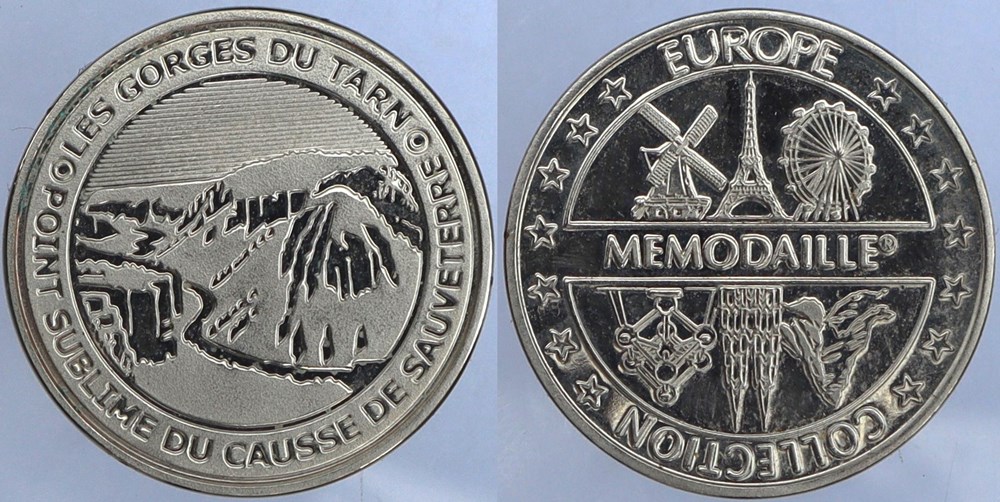 LES GORGES DU TARN
POINT SUBLIME DU CAUSSE DE SAUVETERRE
EUROPE
MEMODAILLE®
COLLECTION